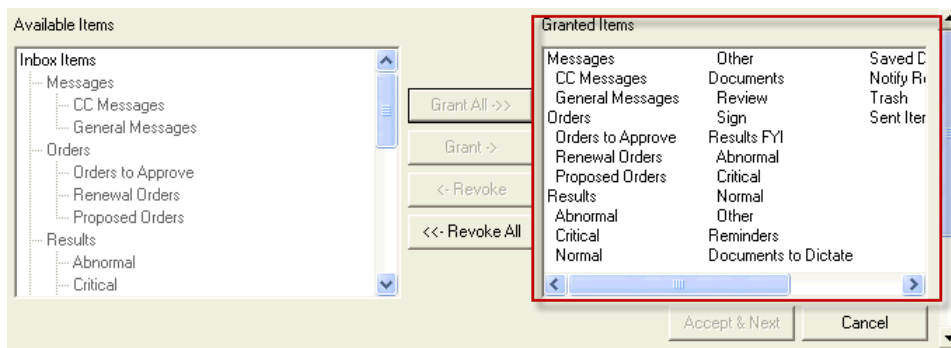 Available Items
Inbox Items
Messages
CC Messages
General Messages
Orders
Orders to Approve
Renewal Orders
Proposed Orders
Results
Abnormal
Critical
Grant All ->>
Grant ->
<- Revoke
<<- Revoke All
Granted Items
Messages
CC Messages
General Messages
Orders
Orders to Approve
Renewal Orders
Proposed Orders
Results
Abnormal
Critical
Normal
Other
Documents
Review
Sign
Results FYI
Abnormal
Critical
Normal
Other
Reminders
Documents to Dictate
Saved
Notify
Trash
Sent
Accept & Next
Cancel